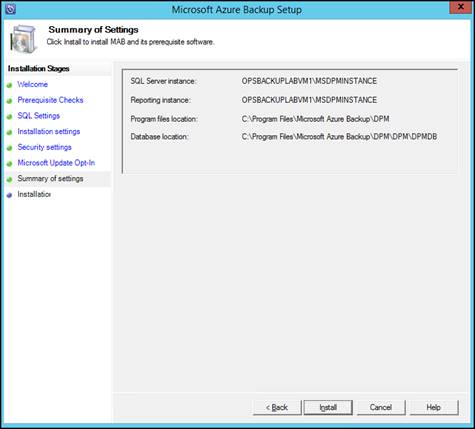 Microsoft Azure Backup Setup
x
Summary of Settings
Click Install to install MAB and its prerequisite software.
Installation Stages
Welcome
Prerequisite Checks
SQL Settings
Installation settings
Security settings
Microsoft Update Opt-In
Summary of settings
Installation
SQL Server instance: OPSBACKUPLABVM1\MSDPMINSTANCE
Reporting instance: OPSBACKUPLABVM1\MSDPMINSTANCE
Program files location: C:\Program Files\Microsoft Azure Backup\DPM
Database location: C:\Program Files\Microsoft Azure Backup\DPM\DPM\DPMDB
< Back Install Cancel Help